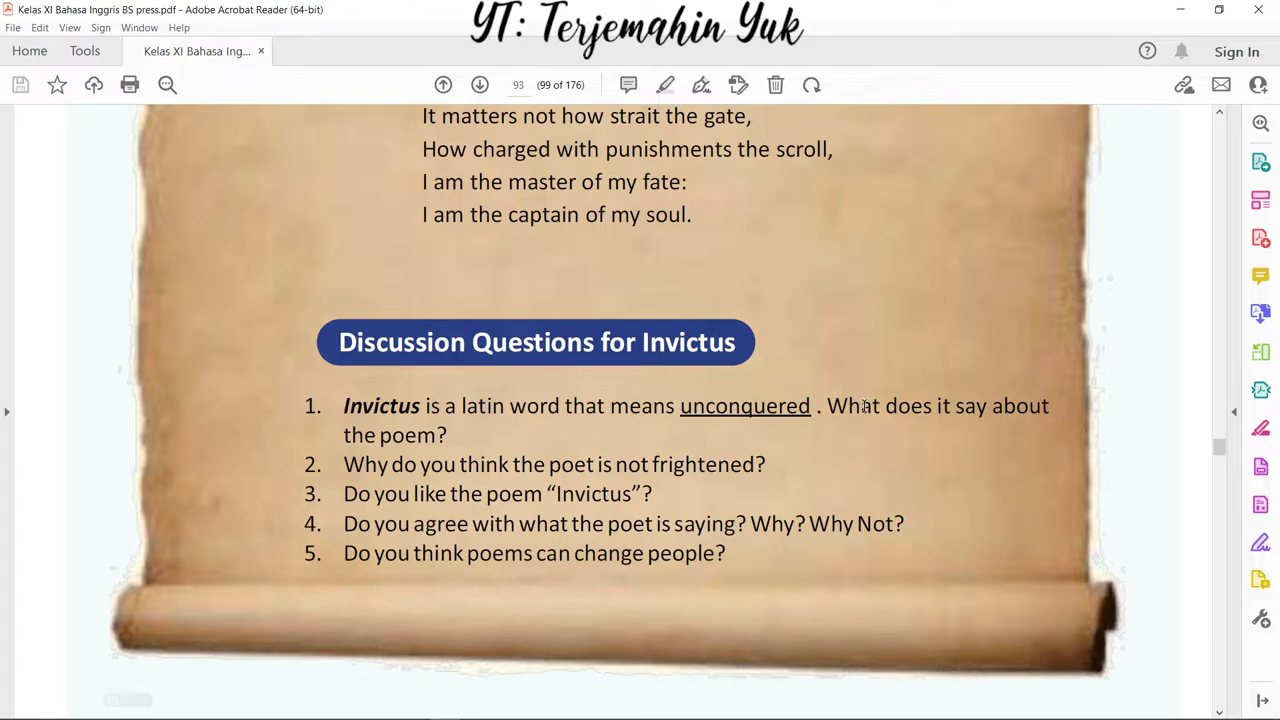 Kelas XI Bahasa Inggris BS press.pdf - Adobe Acrobat Reader (64-bit)
YT: Terjemahin Yuk
File Edit View Sign Window Help
Home Tools Kelas XI Bahasa Ing... × Sign In
93 (99 of 176)
It matters not how strait the gate,
How charged with punishments the scroll,
I am the master of my fate:
I am the captain of my soul.
Discussion Questions for Invictus
1. Invictus is a latin word that means unconquered . What does it say about
the poem?
2. Why do you think the poet is not frightened?
3. Do you like the poem “Invictus”?
4. Do you agree with what the poet is saying? Why? Why Not?
5. Do you think poems can change people?